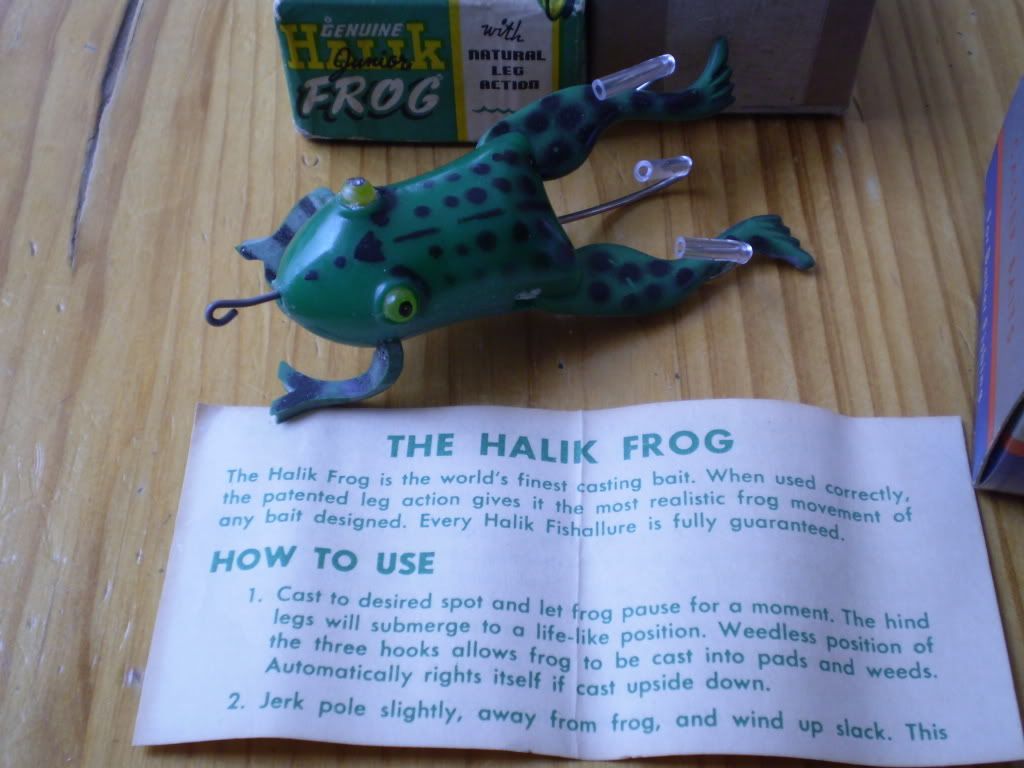 GENUINE
Halik
Junior
FROG
with
NATURAL
LEG
ACTION
THE HALIK FROG
The Halik Frog is the world's finest casting bait. When used correctly,
the patented leg action gives it the most realistic frog movement of
any bait designed. Every Halik Fishallure is fully guaranteed.
HOW TO USE
1. Cast to desired spot and let frog pause for a moment. The hind
legs will submerge to a life-like position. Weedless position of
the three hooks allows frog to be cast into pads and weeds.
Automatically rights itself if cast upside down.
2. Jerk pole slightly, away from frog, and wind up slack. This